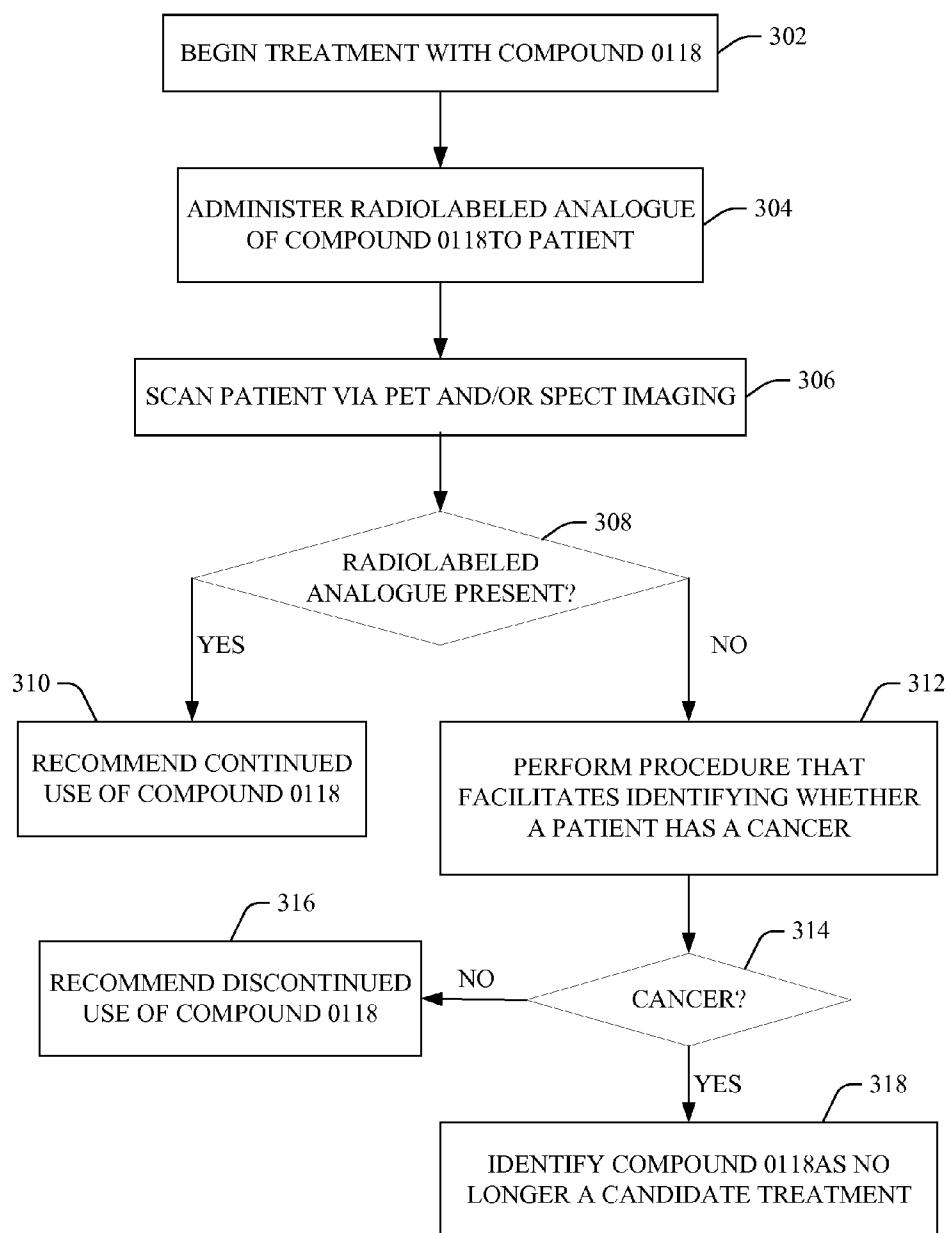 BEGIN TREATMENT WITH COMPOUND 0118
302
ADMINISTER RADIOLABELED ANALOGUE
OF COMPOUND 0118TO PATIENT
304
SCAN PATIENT VIA PET AND/OR SPECT IMAGING
306
308
RADIOLABELED
ANALOGUE PRESENT?
YES
NO
310
RECOMMEND CONTINUED
USE OF COMPOUND 0118
312
PERFORM PROCEDURE THAT
FACILITATES IDENTIFYING WHETHER
A PATIENT HAS A CANCER
314
CANCER?
NO
316
RECOMMEND DISCONTINUED
USE OF COMPOUND 0118
YES
318
IDENTIFY COMPOUND 0118AS NO
LONGER A CANDIDATE TREATMENT